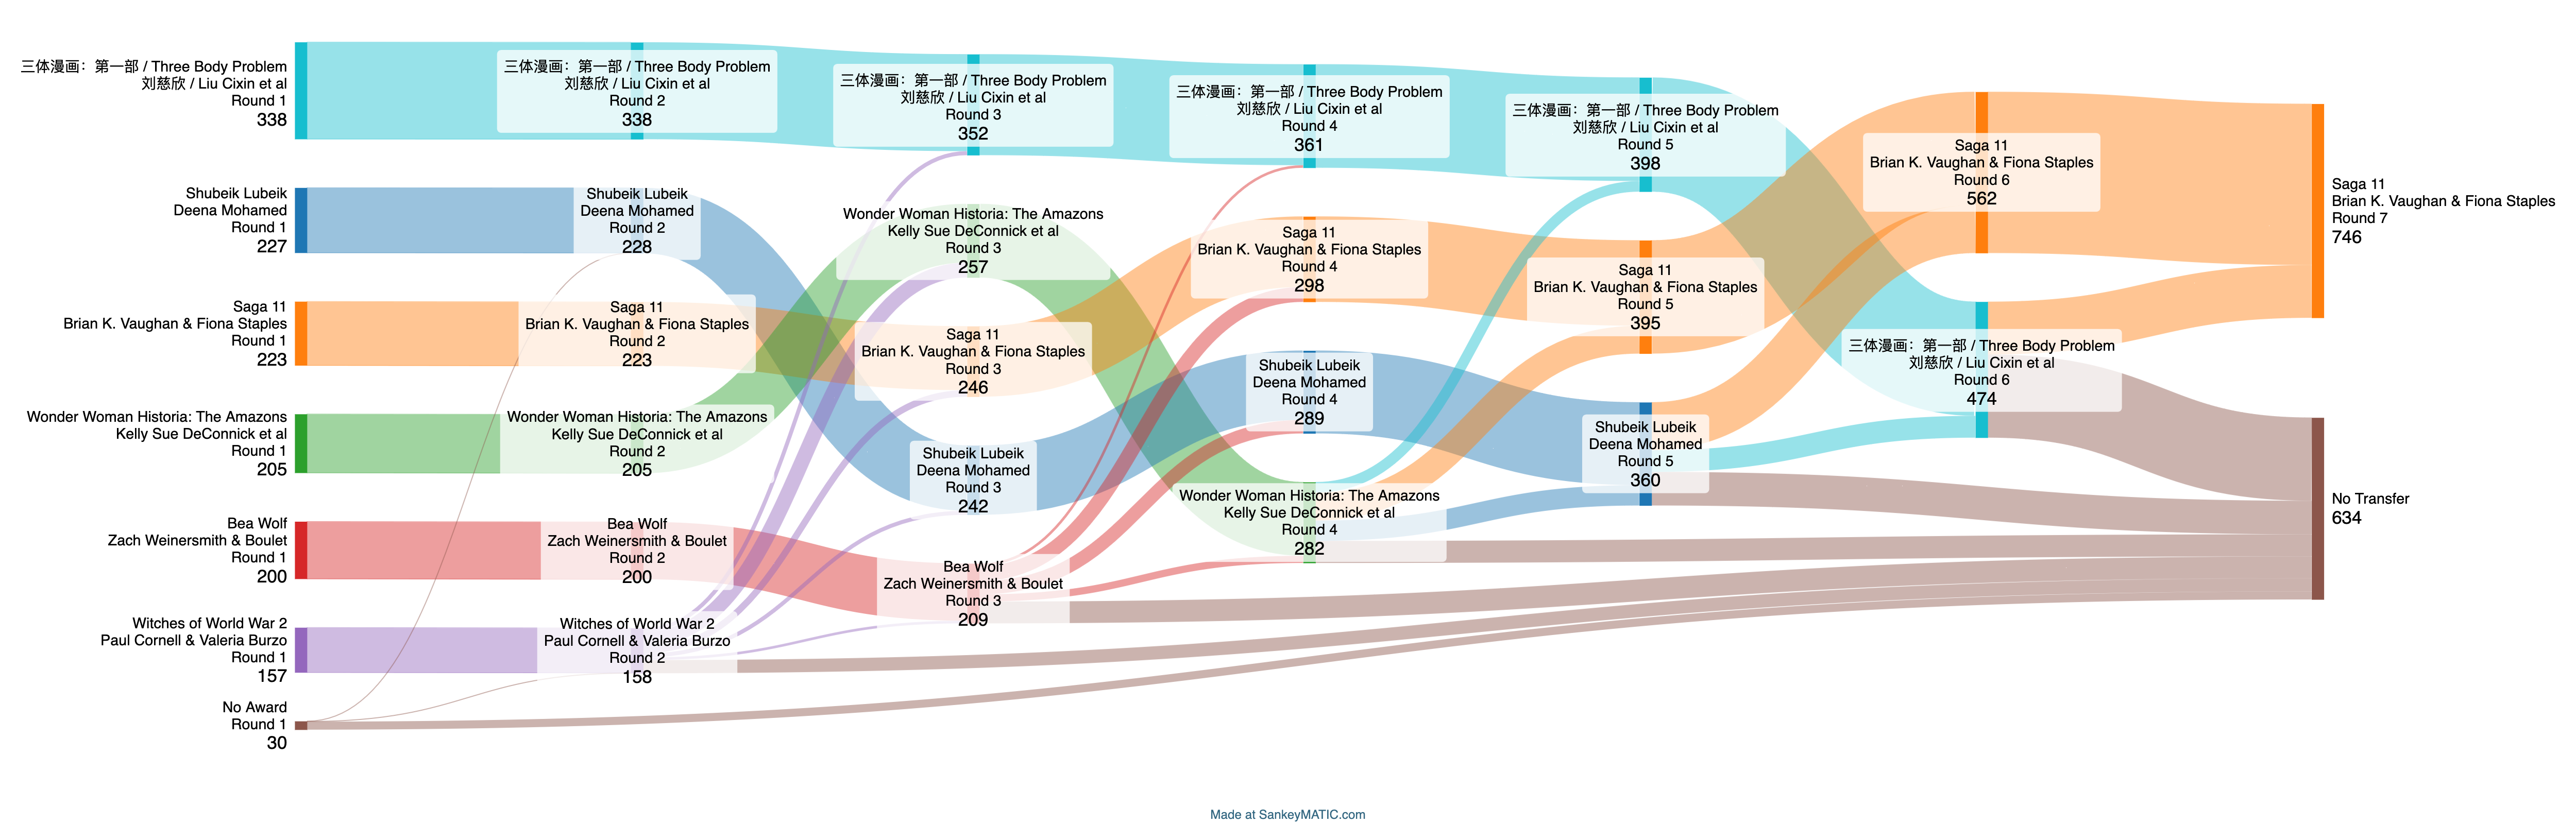 三体漫画：第一部 / Three Body Problem
刘慈欣 / Liu Cixin et al
Round 1
338
Shubeik Lubeik
Deena Mohamed
Round 1
227
Saga 11
Brian K. Vaughan & Fiona Staples
Round 1
223
Wonder Woman Historia: The Amazons
Kelly Sue DeConnick et al
Round 1
205
Bea Wolf
Zach Weinersmith & Boulet
Round 1
200
Witches of World War 2
Paul Cornell & Valeria Burzo
Round 1
157
No Award
Round 1
30
三体漫画：第一部 / Three Body Problem
刘慈欣 / Liu Cixin et al
Round 2
338
Shubeik Lubeik
Deena Mohamed
Round 2
228
Saga 11
Brian K. Vaughan & Fiona Staples
Round 2
223
Wonder Woman Historia: The Amazons
Kelly Sue DeConnick et al
Round 2
205
Bea Wolf
Zach Weinersmith & Boulet
Round 2
200
Witches of World War 2
Paul Cornell & Valeria Burzo
Round 2
158
三体漫画：第一部 / Three Body Problem
刘慈欣 / Liu Cixin et al
Round 3
352
Wonder Woman Historia: The Amazons
Kelly Sue DeConnick et al
Round 3
257
Saga 11
Brian K. Vaughan & Fiona Staples
Round 3
246
Shubeik Lubeik
Deena Mohamed
Round 3
242
Bea Wolf
Zach Weinersmith & Boulet
Round 3
209
三体漫画：第一部 / Three Body Problem
刘慈欣 / Liu Cixin et al
Round 4
361
Saga 11
Brian K. Vaughan & Fiona Staples
Round 4
298
Shubeik Lubeik
Deena Mohamed
Round 4
289
Wonder Woman Historia: The Amazons
Kelly Sue DeConnick et al
Round 4
282
三体漫画：第一部 / Three Body Problem
刘慈欣 / Liu Cixin et al
Round 5
398
Saga 11
Brian K. Vaughan & Fiona Staples
Round 5
395
Shubeik Lubeik
Deena Mohamed
Round 5
360
Saga 11
Brian K. Vaughan & Fiona Staples
Round 6
562
三体漫画：第一部 / Three Body Problem
刘慈欣 / Liu Cixin et al
Round 6
474
Saga 11
Brian K. Vaughan & Fiona Staples
Round 7
746
No Transfer
634
Made at SankeyMATIC.com